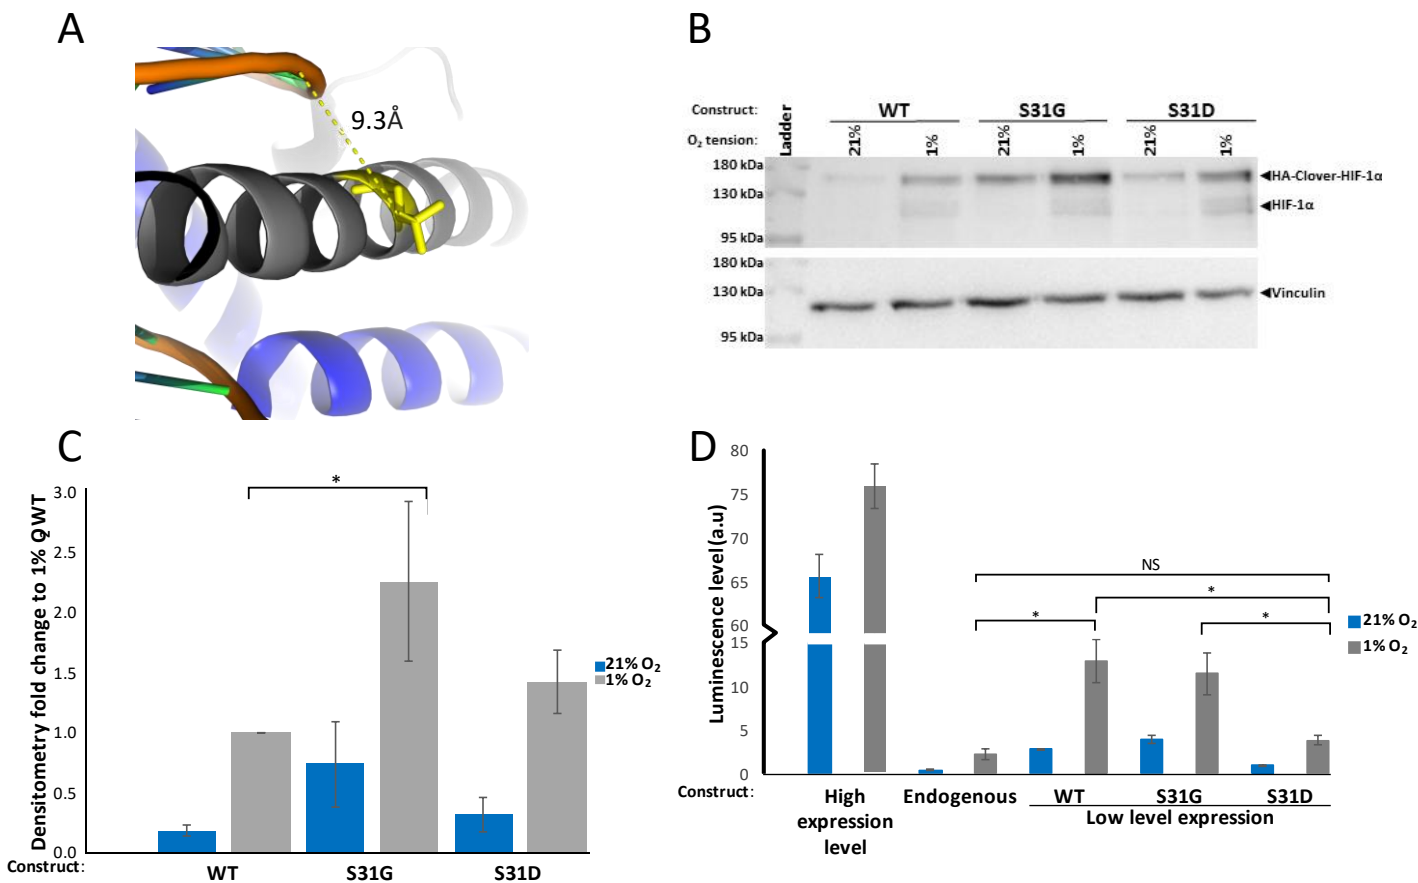 A
9.3Å
B
Construct:
Ladder
WT
S31G
S31D
O₂ tension:
21%
1%
21%
1%
21%
1%
180 kDa
130 kDa
95 kDa
HA-Clover-HIF-1α
HIF-1α
180 kDa
130 kDa
95 kDa
Vinculin
C
Densitometry fold change to 1% O₂ WT
3.0
2.5
2.0
1.5
1.0
0.5
0.0
*
21% O₂
1% O₂
Construct:
WT
S31G
S31D
D
Luminescence level (a.u)
80
75
70
65
60
15
10
5
0
NS
*
*
*
21% O₂
1% O₂
Construct:
High
expression
level
Endogenous
WT
S31G
S31D
Low level expression